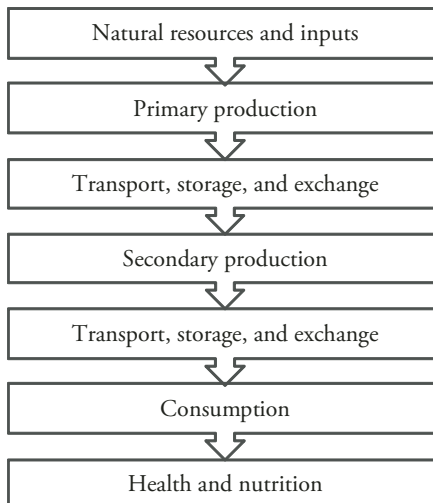 Natural resources and inputs
Primary production
Transport, storage, and exchange
Secondary production
Transport, storage, and exchange
Consumption
Health and nutrition